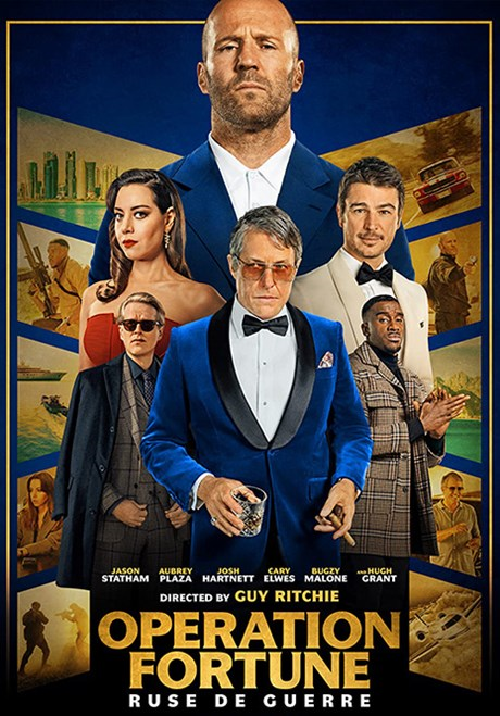 JASON STATHAM AUBREY PLAZA JOSH HARTNETT CARY ELWES BUGZY MALONE AND HUGH GRANT
DIRECTED BY GUY RITCHIE
OPERATION
FORTUNE
RUSE DE GUERRE